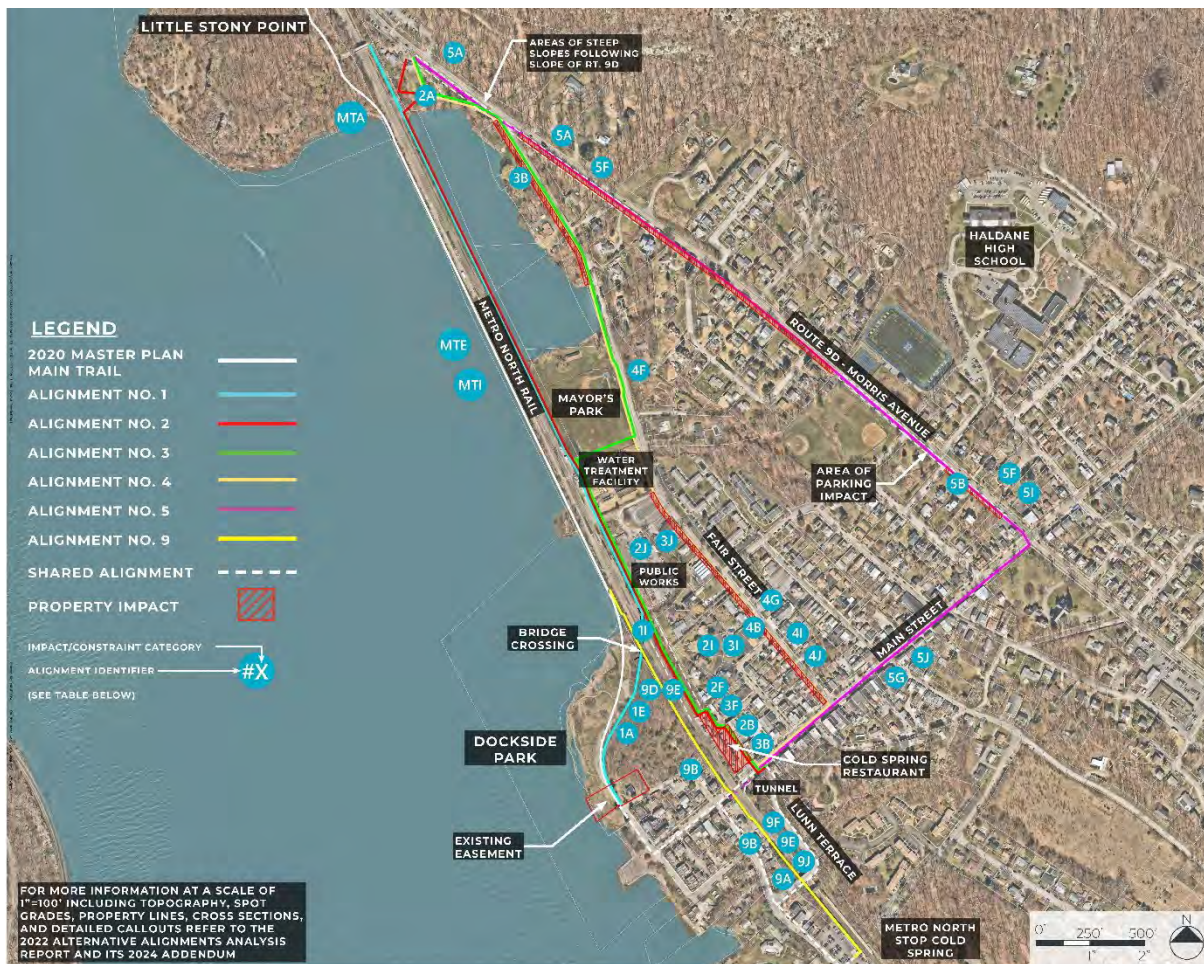 LITTLE STONY POINT
AREAS OF STEEP
SLOPES FOLLOWING
SLOPE OF RT. 9D
5A
2A
MTA
5A
5F
3B
HALDANE
HIGH
SCHOOL
METRO NORTH RAIL
MTE
MTI
ROUTE 9D - MORRIS AVENUE
4F
MAYOR'S
PARK
WATER
TREATMENT
FACILITY
AREA OF
PARKING
IMPACT
5B
5F
5I
LEGEND
2020 MASTER PLAN
MAIN TRAIL
ALIGNMENT NO. 1
ALIGNMENT NO. 2
ALIGNMENT NO. 3
ALIGNMENT NO. 4
ALIGNMENT NO. 5
ALIGNMENT NO. 9
SHARED ALIGNMENT
PROPERTY IMPACT
IMPACT/CONSTRAINT CATEGORY
ALIGNMENT IDENTIFIER
#X
(SEE TABLE BELOW)
2J
3J
PUBLIC
WORKS
FAIR STREET
4G
4B
4I
4J
1I
2I
3I
BRIDGE
CROSSING
MAIN STREET
5J
5G
9D
9E
1E
1A
2F
3F
2B
3B
DOCKSIDE
PARK
9B
COLD SPRING
RESTAURANT
TUNNEL
EXISTING
EASEMENT
LUNN TERRACE
9F
9E
9B
9J
9A
METRO NORTH
STOP COLD
SPRING
FOR MORE INFORMATION AT A SCALE OF
1"=100' INCLUDING TOPOGRAPHY, SPOT
GRADES, PROPERTY LINES, CROSS SECTIONS,
AND DETAILED CALLOUTS REFER TO THE
2022 ALTERNATIVE ALIGNMENTS ANALYSIS
REPORT AND ITS 2024 ADDENDUM
0' 250' 500'
1" 2"
N